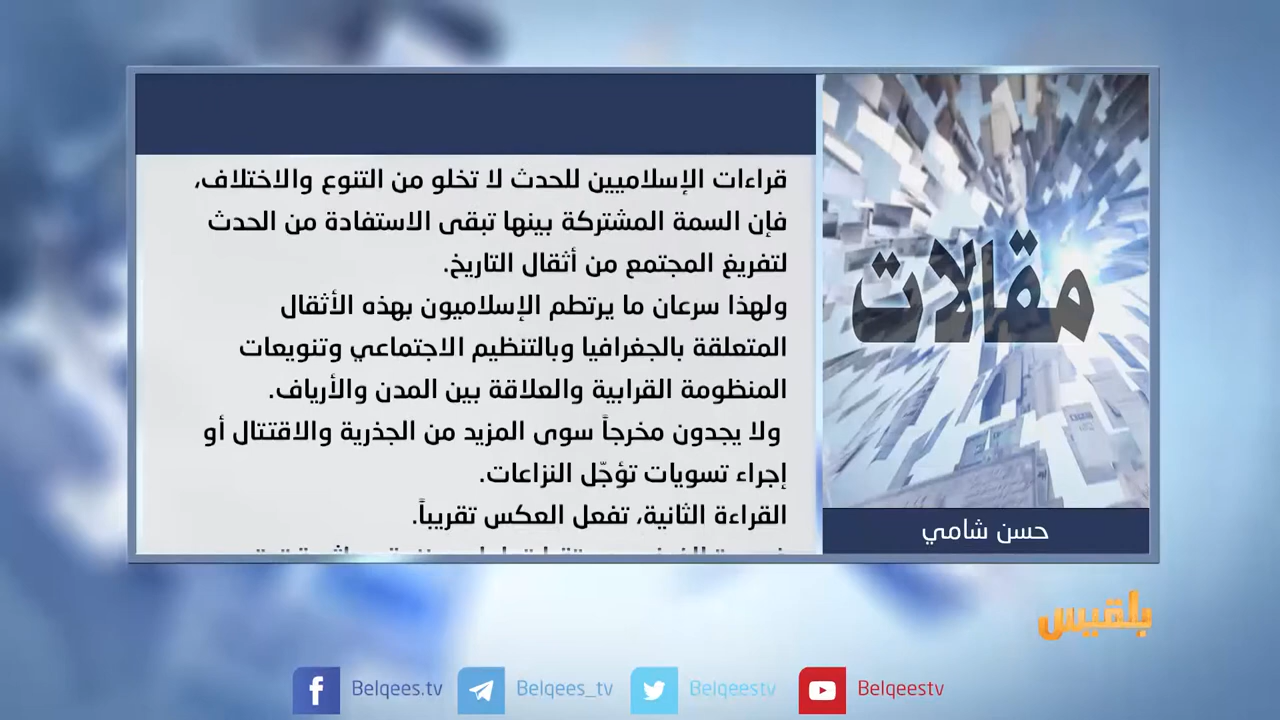 قراءات الإسلاميين للحدث لا تخلو من التنوع والاختلاف،
فإن السمة المشتركة بينها تبقى الاستفادة من الحدث
لتفريغ المجتمع من أثقال التاريخ.
ولهذا سرعان ما يرتطم الإسلاميون بهذه الأثقال
المتعلقة بالجغرافيا وبالتنظيم الاجتماعي وتنويعات
المنظومة القرابية والعلاقة بين المدن والأرياف.
ولا يجدون مخرجاً سوى المزيد من الجذرية والاقتتال أو
إجراء تسويات تؤجّل النزاعات.
القراءة الثانية، تفعل العكس تقريباً.
مقالات
حسن شامي
بلقيس
Belqees.tv
Belqees_tv
Belqeestv
Belqeestv